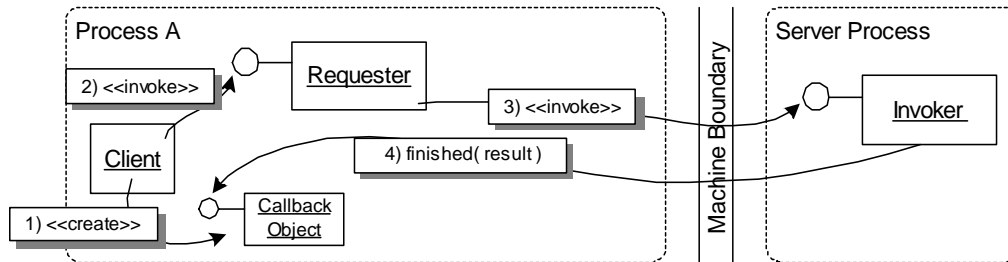 Process A
Server Process
2) <<invoke>>
Requester
3) <<invoke>>
Invoker
Client
4) finished( result )
Machine Boundary
1) <<create>>
Callback
Object